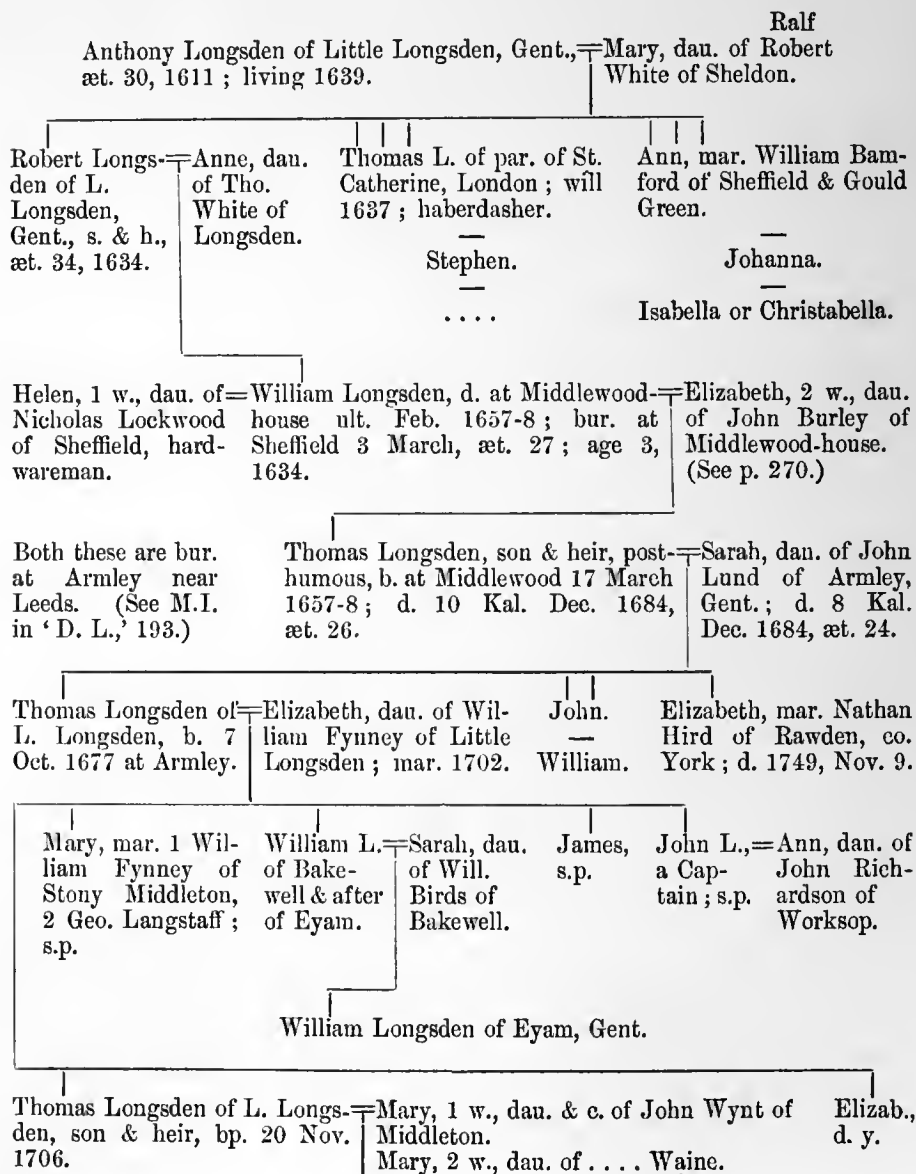 Ralf
Anthony Longsden of Little Longsden, Gent.,=Mary, dau. of Robert
æt. 30, 1611 ; living 1639. White of Sheldon.
Robert Longs-
den of L.
Longsden,
Gent., s. & h.,
æt. 34, 1634.
=Anne, dau.
of Tho.
White of
Longsden.
Thomas L. of par. of St.
Catherine, London ; will
1637 ; haberdasher.
—
Stephen.
—
. . . .
Ann, mar. William Bam-
ford of Sheffield & Gould
Green.
—
Johanna.
—
Isabella or Christabella.
Helen, 1 w., dau. of
Nicholas Lockwood
of Sheffield, hard-
wareman.
=William Longsden, d. at Middlewood-
house ult. Feb. 1657-8 ; bur. at
Sheffield 3 March, æt. 27 ; age 3,
1634.
=Elizabeth, 2 w., dau.
of John Burley of
Middlewood-house.
(See p. 270.)
Both these are bur.
at Armley near
Leeds. (See M.I.
in ‘ D. L.,’ 193.)
Thomas Longsden, son & heir, post-
humous, b. at Middlewood 17 March
1657-8 ; d. 10 Kal. Dec. 1684,
æt. 26.
=Sarah, dau. of John
Lund of Armley,
Gent. ; d. 8 Kal.
Dec. 1684, æt. 24.
Thomas Longsden of
L. Longsden, b. 7
Oct. 1677 at Armley.
=Elizabeth, dau. of Wil-
liam Fynney of Little
Longsden ; mar. 1702.
John.
—
William.
Elizabeth, mar. Nathan
Hird of Rawden, co.
York ; d. 1749, Nov. 9.
Mary, mar. 1 Wil-
liam Fynney of
Stony Middleton,
2 Geo. Langstaff ;
s.p.
William L.
of Bake-
well & after
of Eyam.
=Sarah, dau.
of Will.
Birds of
Bakewell.
James,
s.p.
John L.,
a Cap-
tain ; s.p.
=Ann, dan. of
John Rich-
ardson of
Worksop.
William Longsden of Eyam, Gent.
Thomas Longsden of L. Longs-
den, son & heir, bp. 20 Nov.
1706.
=Mary, 1 w., dau. & c. of John Wynt of
Middleton.
Mary, 2 w., dau. of . . . . Waine.
Elizab.,
d. y.